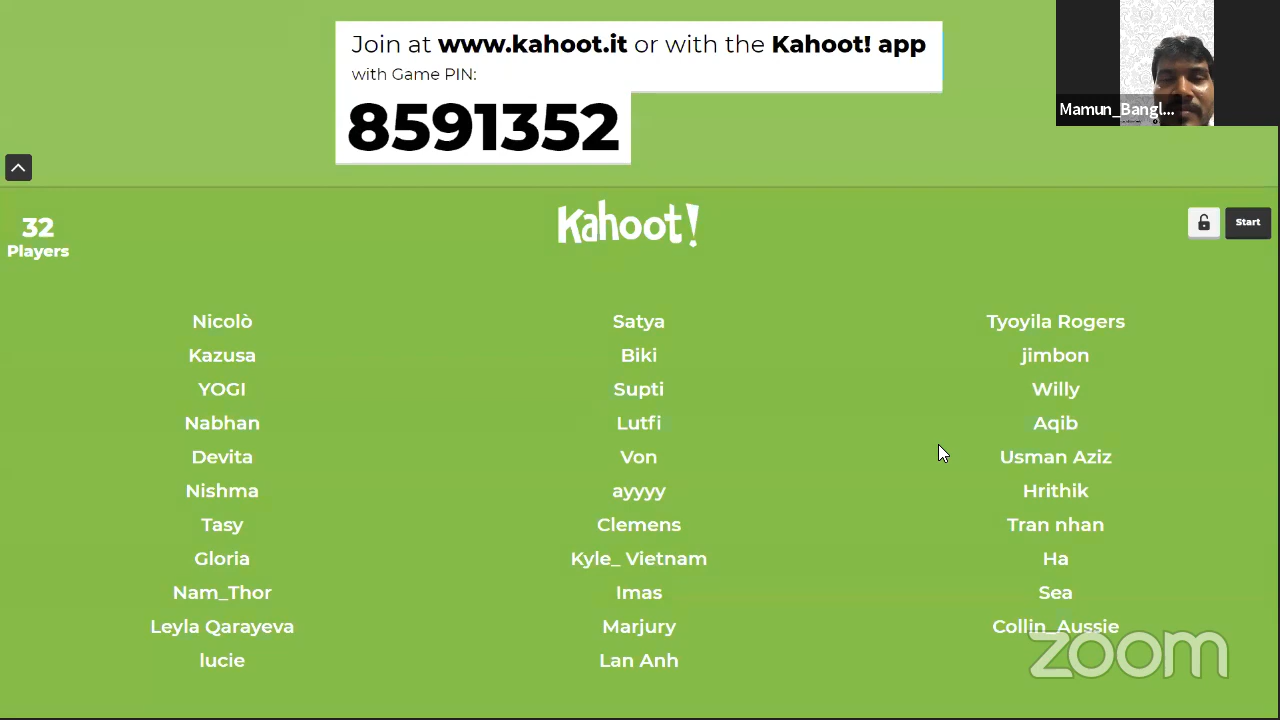 Join at www.kahoot.it or with the Kahoot! app
with Game PIN:
8591352
Mamun_Bangl...
32
Players
Kahoot!
Start
Nicolò
Satya
Tyoyila Rogers
Kazusa
Biki
jimbon
YOGI
Supti
Willy
Nabhan
Lutfi
Aqib
Devita
Von
Usman Aziz
Nishma
ayyyy
Hrithik
Tasy
Clemens
Tran nhan
Gloria
Kyle_ Vietnam
Ha
Nam_Thor
Imas
Sea
Leyla Qarayeva
Marjury
Collin_Aussie
lucie
Lan Anh
zoom